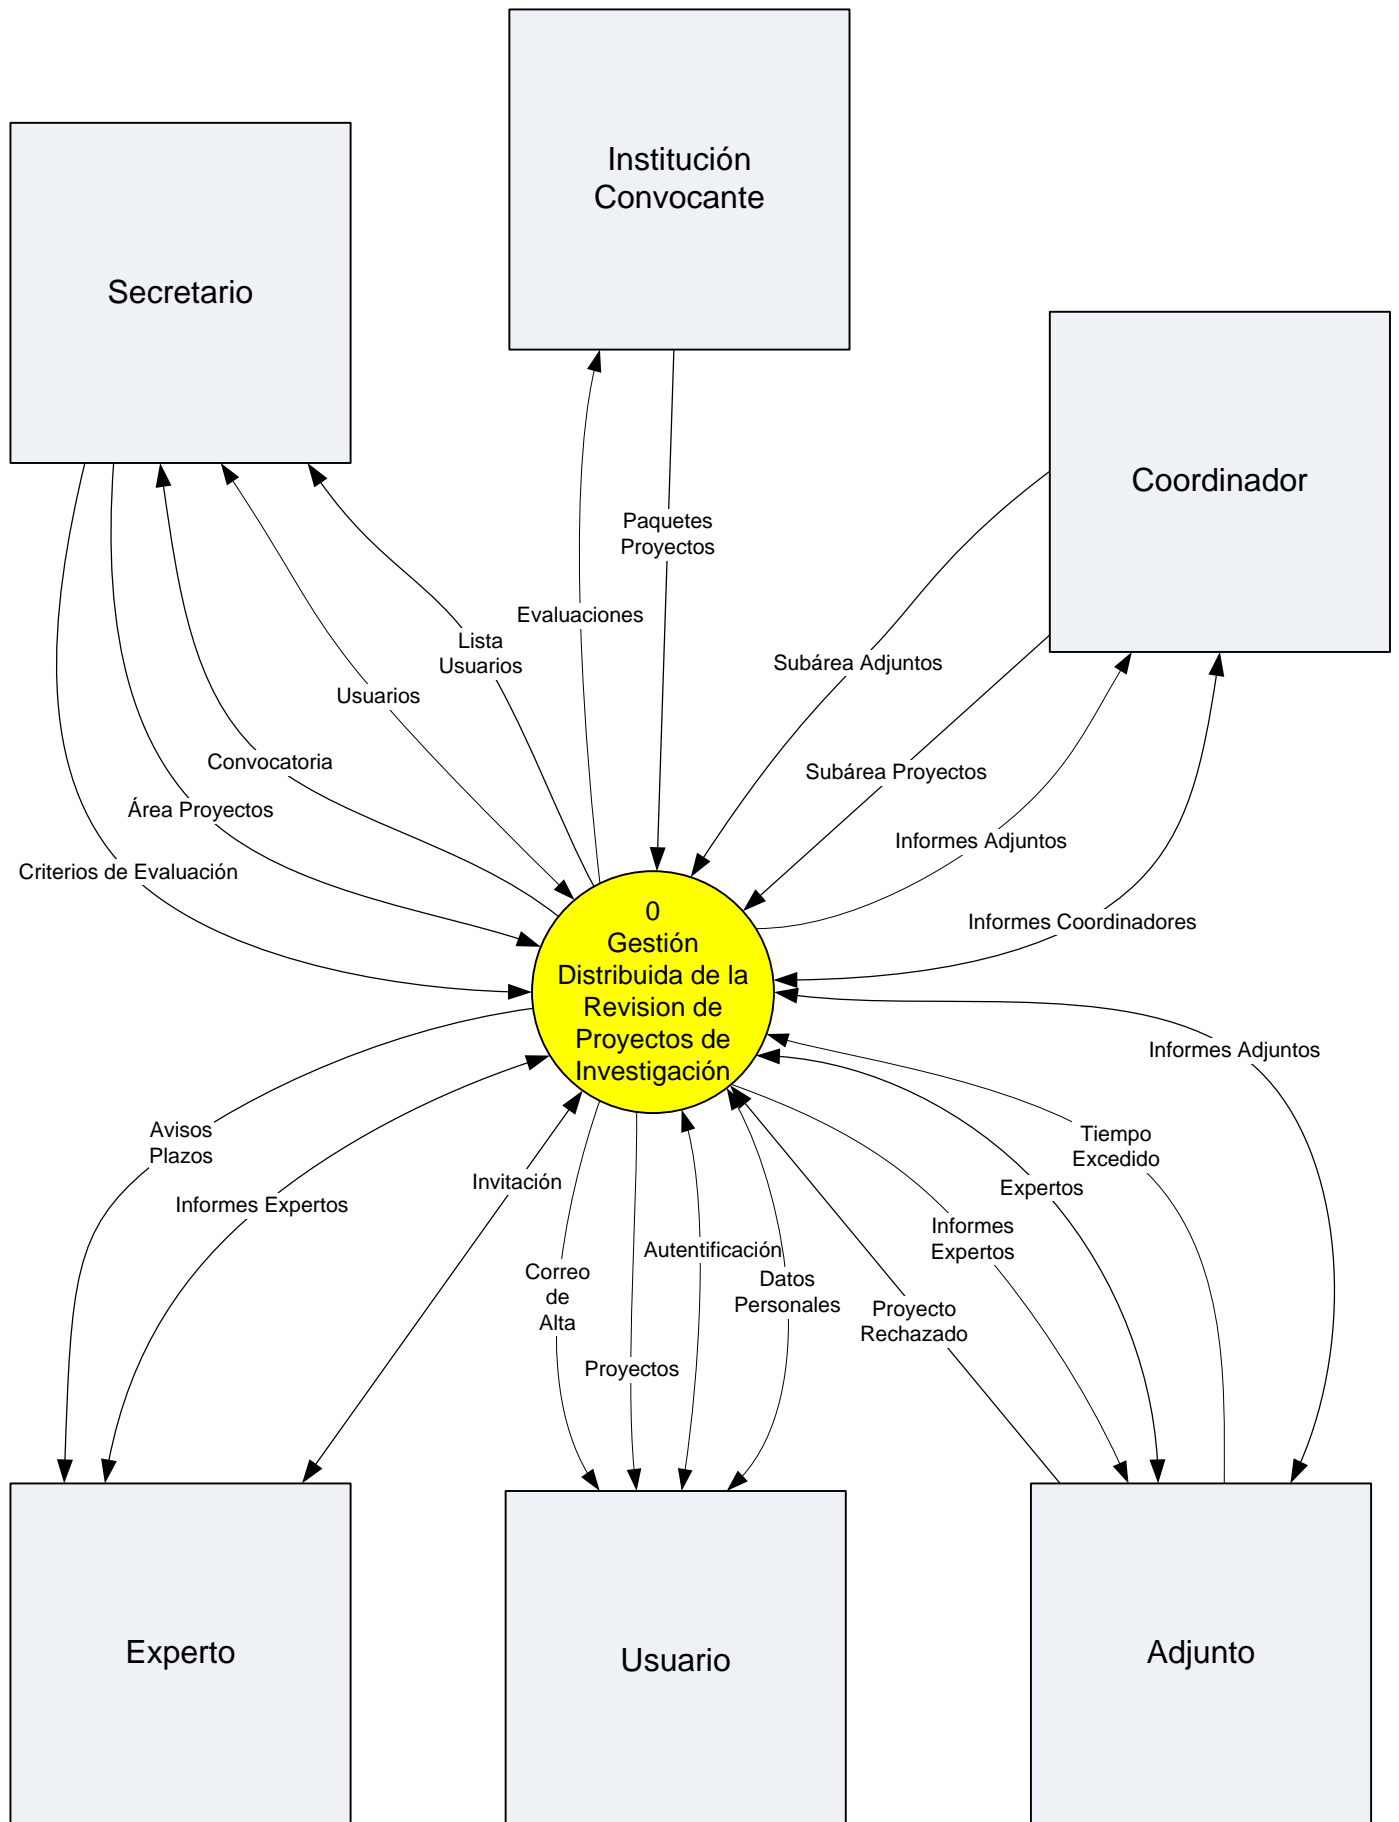 Institución
Convocante
Secretario
Coordinador
Paquetes
Proyectos
Evaluaciones
Lista
Usuarios
Subárea Adjuntos
Usuarios
Convocatoria
Subárea Proyectos
Área Proyectos
Informes Adjuntos
Criterios de Evaluación
Informes Coordinadores
0
Gestión
Distribuida de la
Revision de
Proyectos de
Investigación
Informes Adjuntos
Avisos
Plazos
Tiempo
Excedido
Invitación
Expertos
Informes Expertos
Informes
Expertos
Autentificación
Correo
de
Alta
Datos
Personales
Proyecto
Rechazado
Proyectos
Experto
Usuario
Adjunto